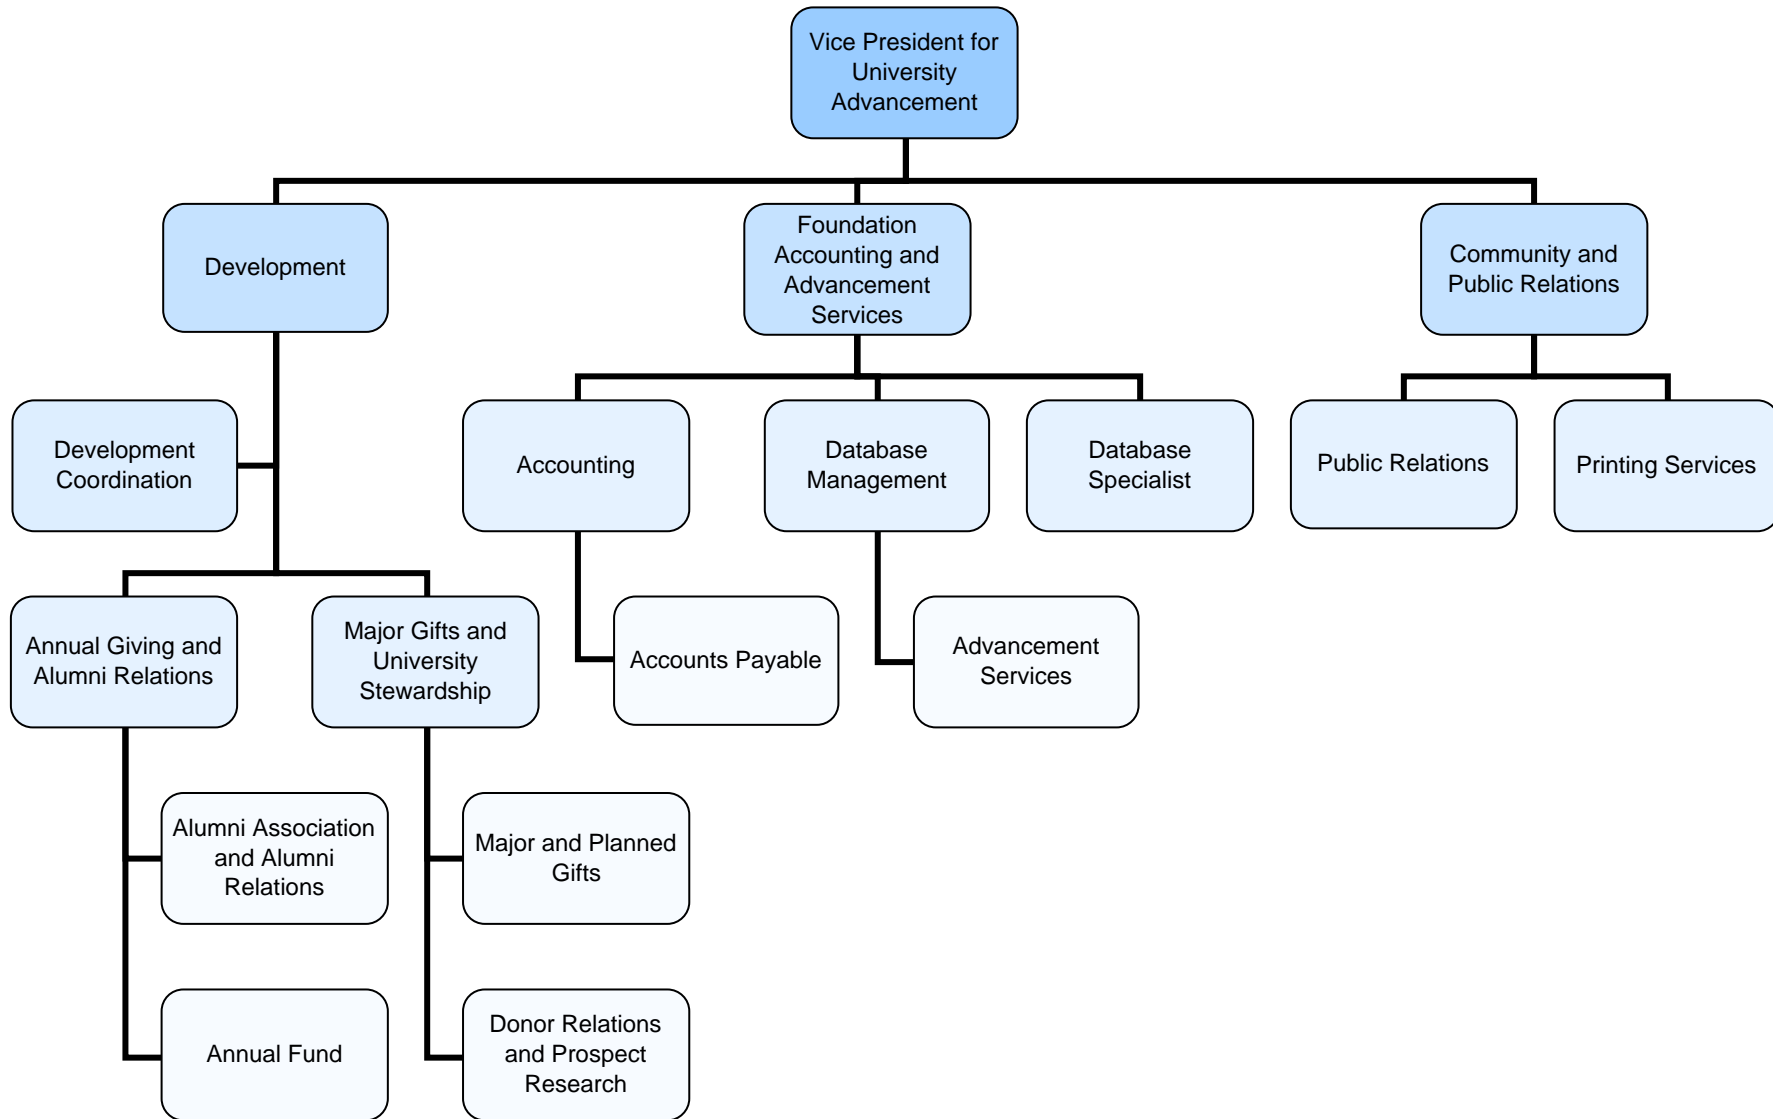 Vice President for
University
Advancement
Development
Foundation
Accounting and
Advancement
Services
Community and
Public Relations
Development
Coordination
Accounting
Database
Management
Database
Specialist
Public Relations
Printing Services
Annual Giving and
Alumni Relations
Major Gifts and
University
Stewardship
Accounts Payable
Advancement
Services
Alumni Association
and Alumni
Relations
Major and Planned
Gifts
Annual Fund
Donor Relations
and Prospect
Research